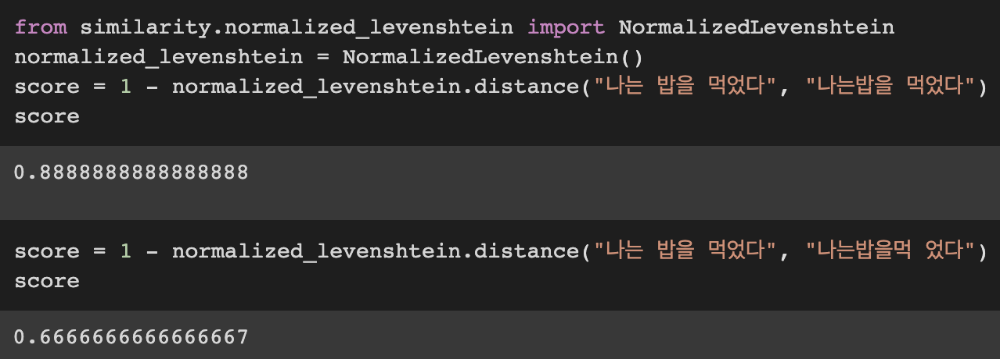 from similarity.normalized_levenshtein import NormalizedLevenshtein
normalized_levenshtein = NormalizedLevenshtein()
score = 1 - normalized_levenshtein.distance("나는 밥을 먹었다", "나는밥을 먹었다")
score
0.8888888888888888
score = 1 - normalized_levenshtein.distance("나는 밥을 먹었다", "나는밥을먹 었다")
score
0.6666666666666667